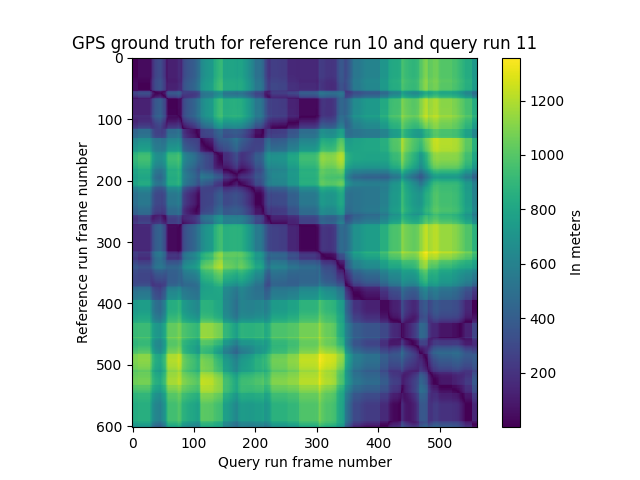 GPS ground truth for reference run 10 and query run 11
0
100
200
300
400
500
600
Reference run frame number
0 100 200 300 400 500
Query run frame number
1200
1000
800
600
400
200
In meters